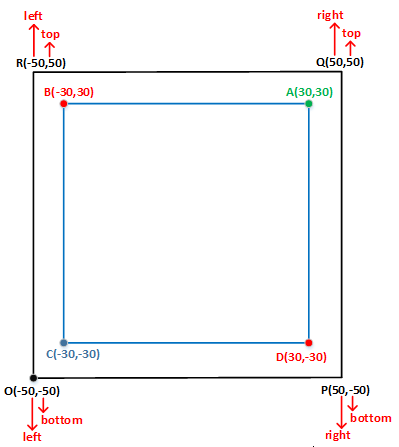 left
right
top
top
R(-50,50)
Q(50,50)
B(-30,30)
A(30,30)
C(-30,-30)
D(30,-30)
O(-50,-50)
P(50,-50)
bottom
bottom
left
right